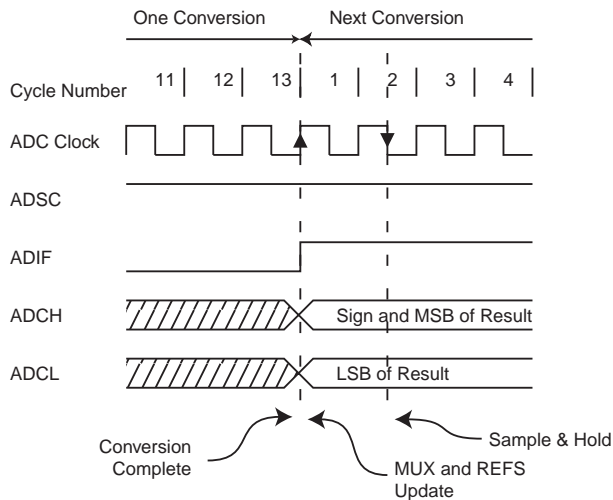 One Conversion Next Conversion
Cycle Number 11 12 13 1 2 3 4
ADC Clock
ADSC
ADIF
ADCH Sign and MSB of Result
ADCL LSB of Result
Conversion
Complete
MUX and REFS
Update
Sample & Hold